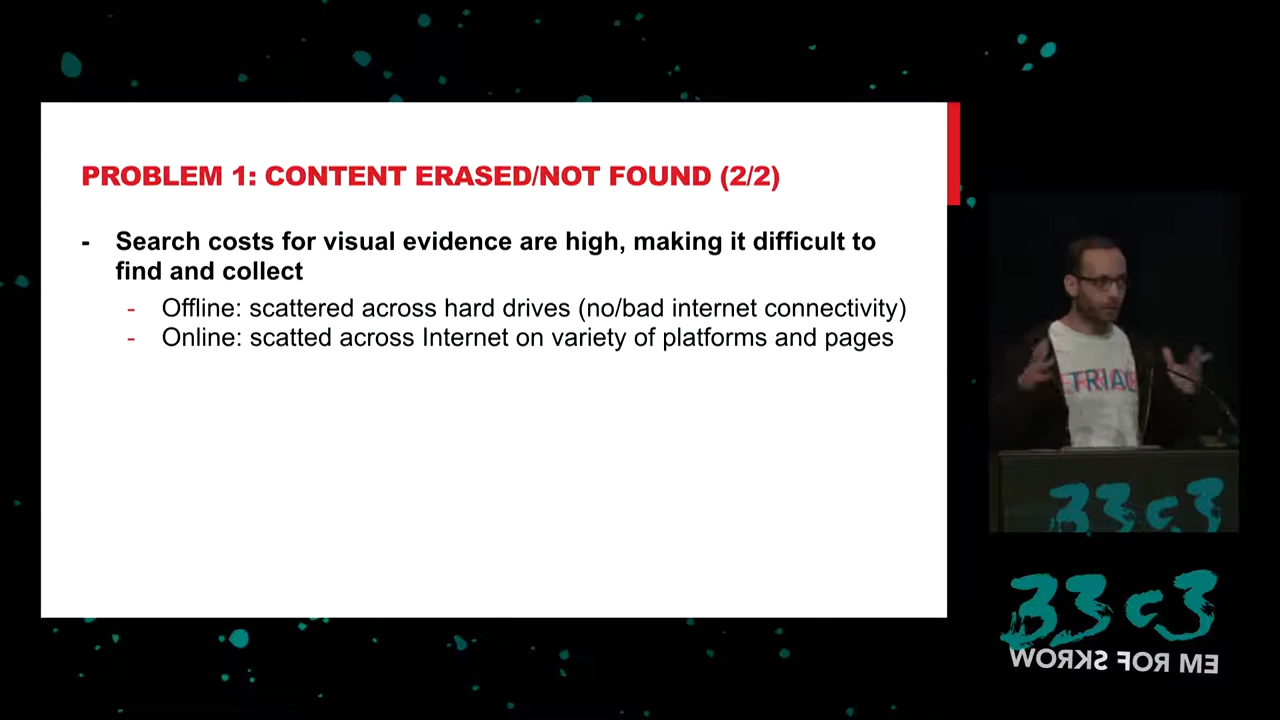 PROBLEM 1: CONTENT ERASED/NOT FOUND (2/2)
- Search costs for visual evidence are high, making it difficult to
find and collect
- Offline: scattered across hard drives (no/bad internet connectivity)
- Online: scatted across Internet on variety of platforms and pages
33c3
33c3
WORKS FOR ME